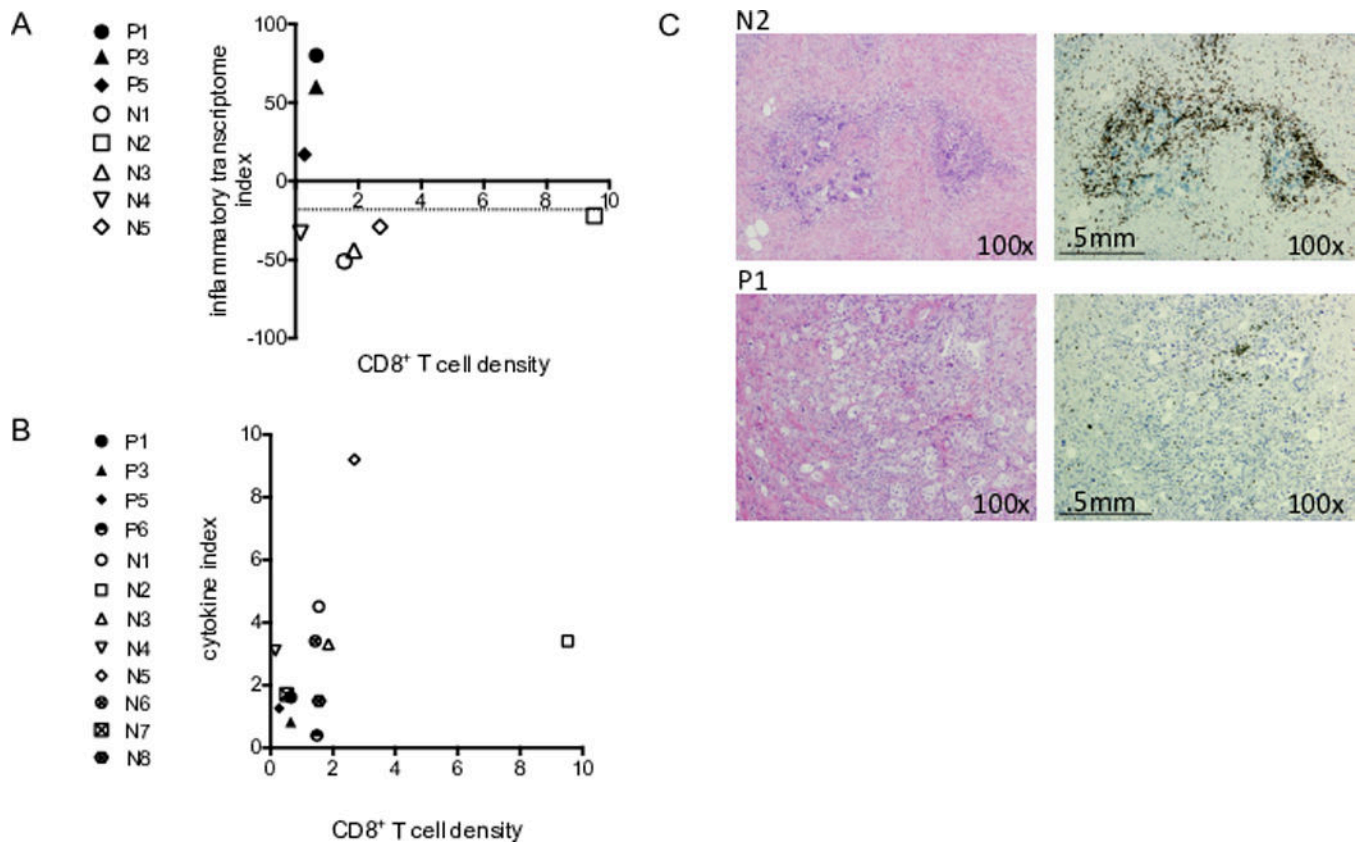 A
P1
P3
P5
N1
N2
N3
N4
N5
100
50
0
-50
-100
2
4
6
8
10
inflammatory transcriptome
index
CD8+ T cell density
B
P1
P3
P5
P6
N1
N2
N3
N4
N5
N6
N7
N8
10
8
6
4
2
0
0
2
4
6
8
10
cytokine index
CD8+ T cell density
C
N2
100x
.5mm
100x
P1
100x
.5mm
100x